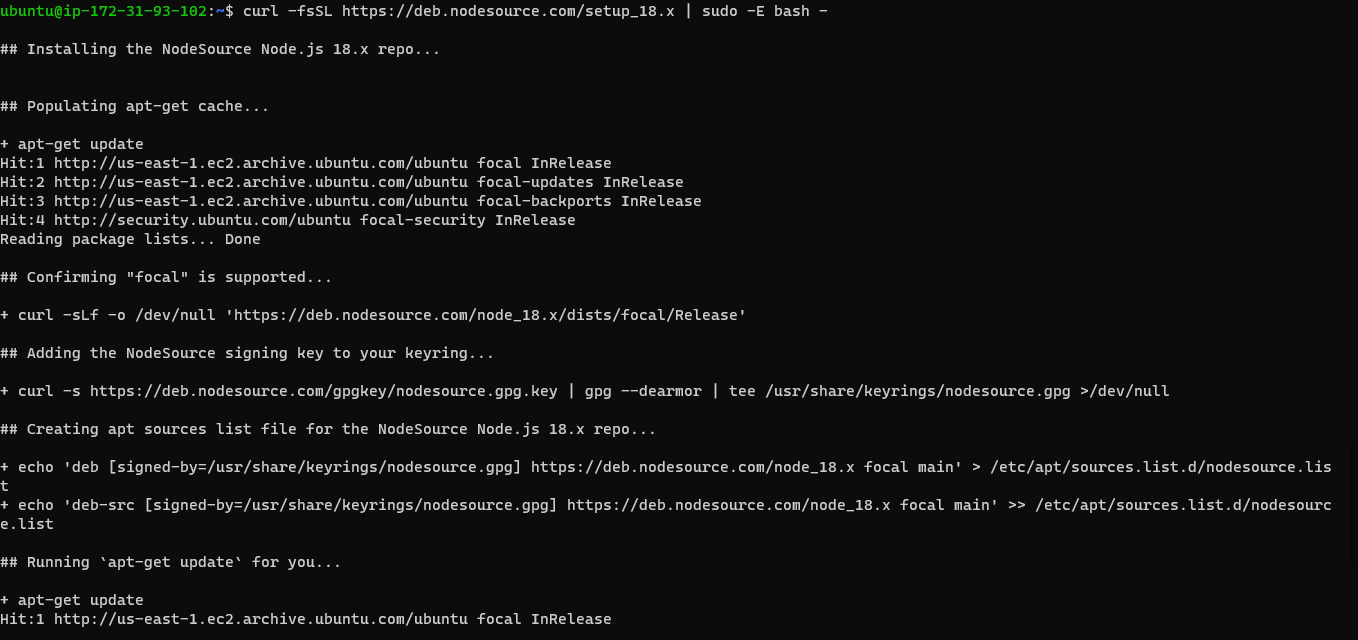 ubuntu@ip-172-31-93-102:~$ curl -fsSL https://deb.nodesource.com/setup_18.x | sudo -E bash -
## Installing the NodeSource Node.js 18.x repo...
## Populating apt-get cache...
+ apt-get update
Hit:1 http://us-east-1.ec2.archive.ubuntu.com/ubuntu focal InRelease
Hit:2 http://us-east-1.ec2.archive.ubuntu.com/ubuntu focal-updates InRelease
Hit:3 http://us-east-1.ec2.archive.ubuntu.com/ubuntu focal-backports InRelease
Hit:4 http://security.ubuntu.com/ubuntu focal-security InRelease
Reading package lists... Done
## Confirming "focal" is supported...
+ curl -sLf -o /dev/null 'https://deb.nodesource.com/node_18.x/dists/focal/Release'
## Adding the NodeSource signing key to your keyring...
+ curl -s https://deb.nodesource.com/gpgkey/nodesource.gpg.key | gpg --dearmor | tee /usr/share/keyrings/nodesource.gpg >/dev/null
## Creating apt sources list file for the NodeSource Node.js 18.x repo...
+ echo 'deb [signed-by=/usr/share/keyrings/nodesource.gpg] https://deb.nodesource.com/node_18.x focal main' > /etc/apt/sources.list.d/nodesource.lis
t
+ echo 'deb-src [signed-by=/usr/share/keyrings/nodesource.gpg] https://deb.nodesource.com/node_18.x focal main' >> /etc/apt/sources.list.d/nodesourc
e.list
## Running `apt-get update` for you...
+ apt-get update
Hit:1 http://us-east-1.ec2.archive.ubuntu.com/ubuntu focal InRelease